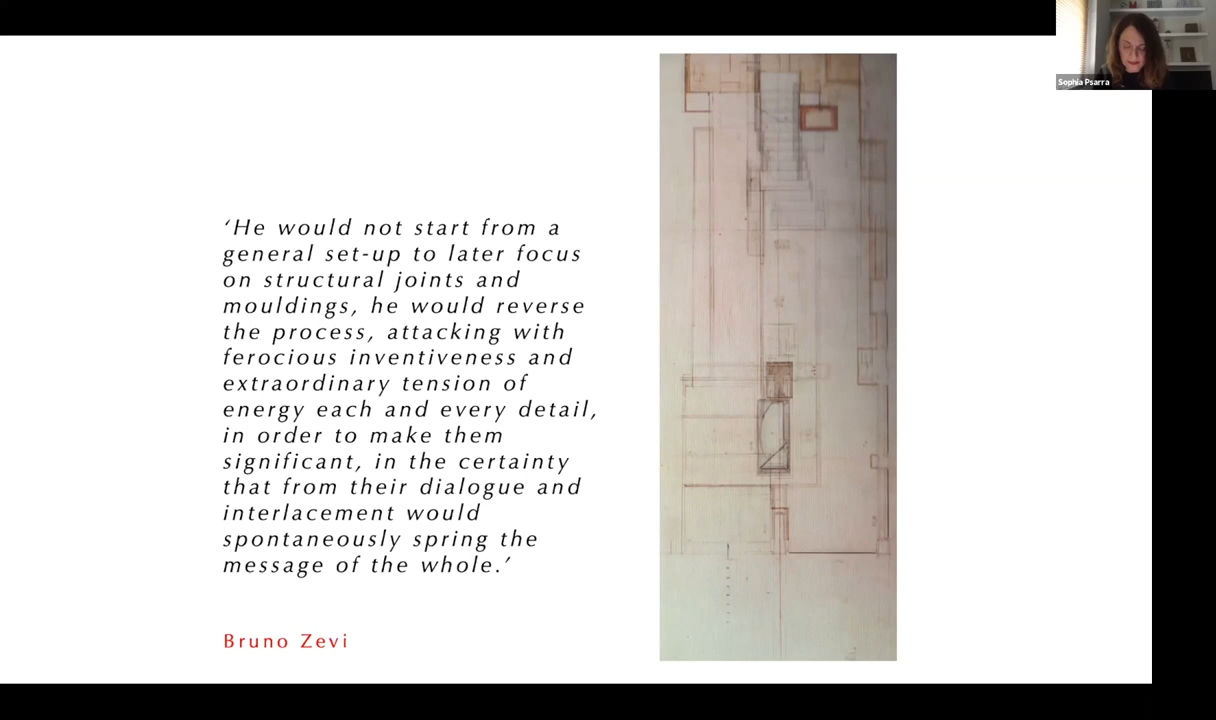 Sophia Psarra
‘He would not start from a
general set-up to later focus
on structural joints and
mouldings, he would reverse
the process, attacking with
ferocious inventiveness and
extraordinary tension of
energy each and every detail,
in order to make them
significant, in the certainty
that from their dialogue and
interlacement would
spontaneously spring the
message of the whole.’
Bruno Zevi